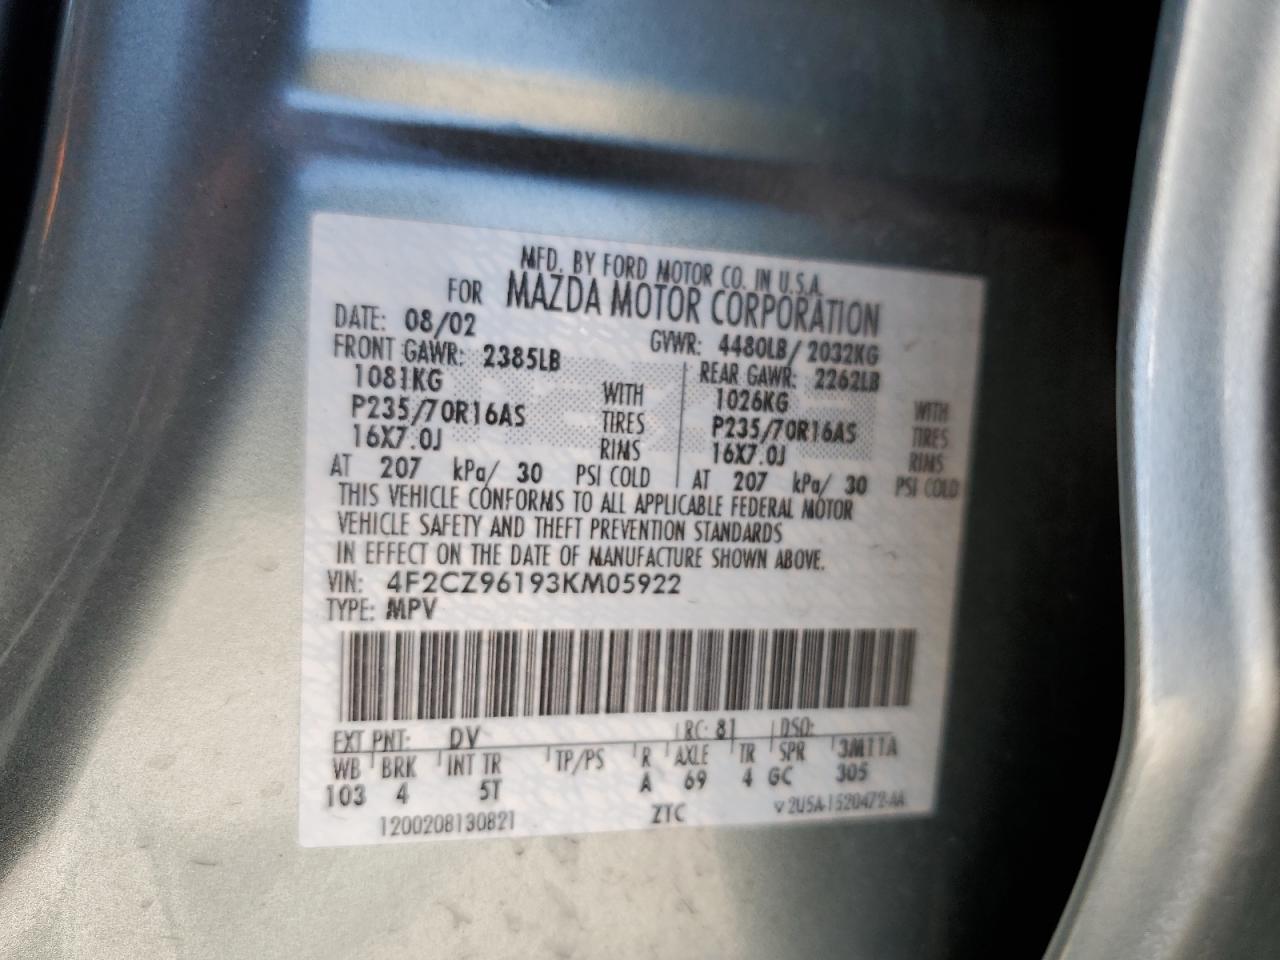 MFD. BY FORD MOTOR CO. IN U.S.A.
FOR MAZDA MOTOR CORPORATION
DATE: 08/02 GVWR: 4480LB/ 2032KG
FRONT GAWR: 2385LB REAR GAWR: 2262LB
1081KG WITH 1026KG WITH
P235/70R16AS TIRES P235/70R16AS TIRES
16X7.0J RIMS 16X7.0J RIMS
AT 207 kPa/ 30 PSI COLD AT 207 kPa/ 30 PSI COLD
THIS VEHICLE CONFORMS TO ALL APPLICABLE FEDERAL MOTOR
VEHICLE SAFETY AND THEFT PREVENTION STANDARDS
IN EFFECT ON THE DATE OF MANUFACTURE SHOWN ABOVE.
VIN: 4F2CZ96193KM05922
TYPE: MPV
EXT PNT: DV RC: 81 DSO:
WB BRK INT TR TP/PS R AXLE TR SPR 3M11A
103 4 5T A 69 4 GC 305
1200208130821 ZTC V2U5A-1520472-AA